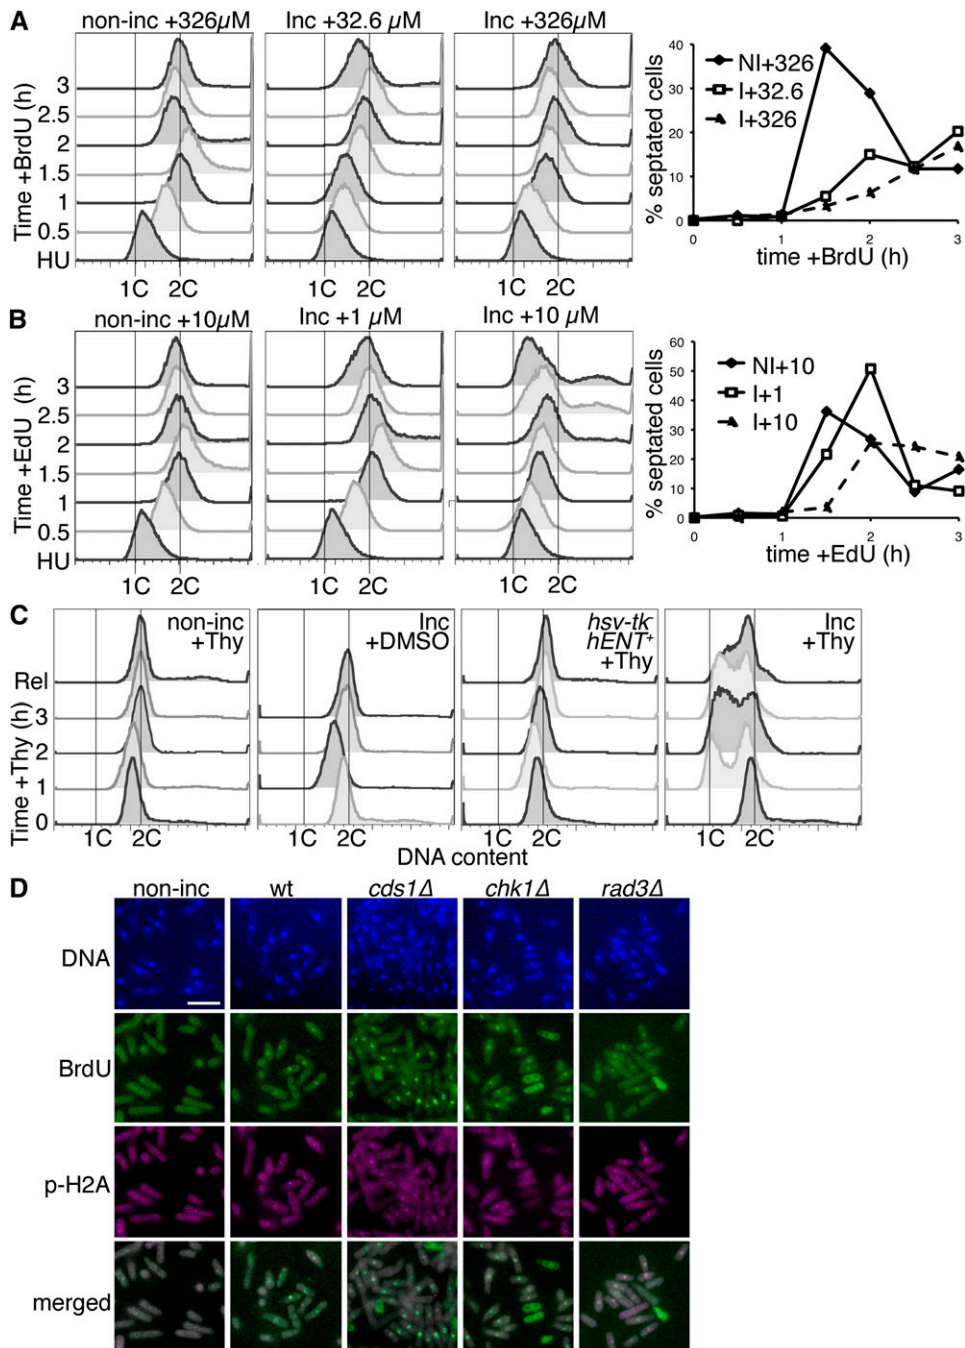 A
non-inc +326µM
Inc +32.6 µM
Inc +326µM
Time +BrdU (h)
3
2.5
2
1.5
1
0.5
HU
1C 2C
1C 2C
1C 2C
% septated cells
40
30
20
10
0
NI+326
I+32.6
I+326
0 1 2 3
time +BrdU (h)
B
non-inc +10µM
Inc +1 µM
Inc +10 µM
Time +EdU (h)
3
2.5
2
1.5
1
0.5
HU
1C 2C
1C 2C
1C 2C
% septated cells
60
50
40
30
20
10
0
NI+10
I+1
I+10
0 1 2 3
time +EdU (h)
C
non-inc
+Thy
Inc
+DMSO
hsv-tk-
hENT+
+Thy
Inc
+Thy
Time +Thy (h)
Rel
3
2
1
0
1C 2C
1C 2C
1C 2C
1C 2C
DNA content
D
non-inc wt cds1Δ chk1Δ rad3Δ
DNA
BrdU
p-H2A
merged